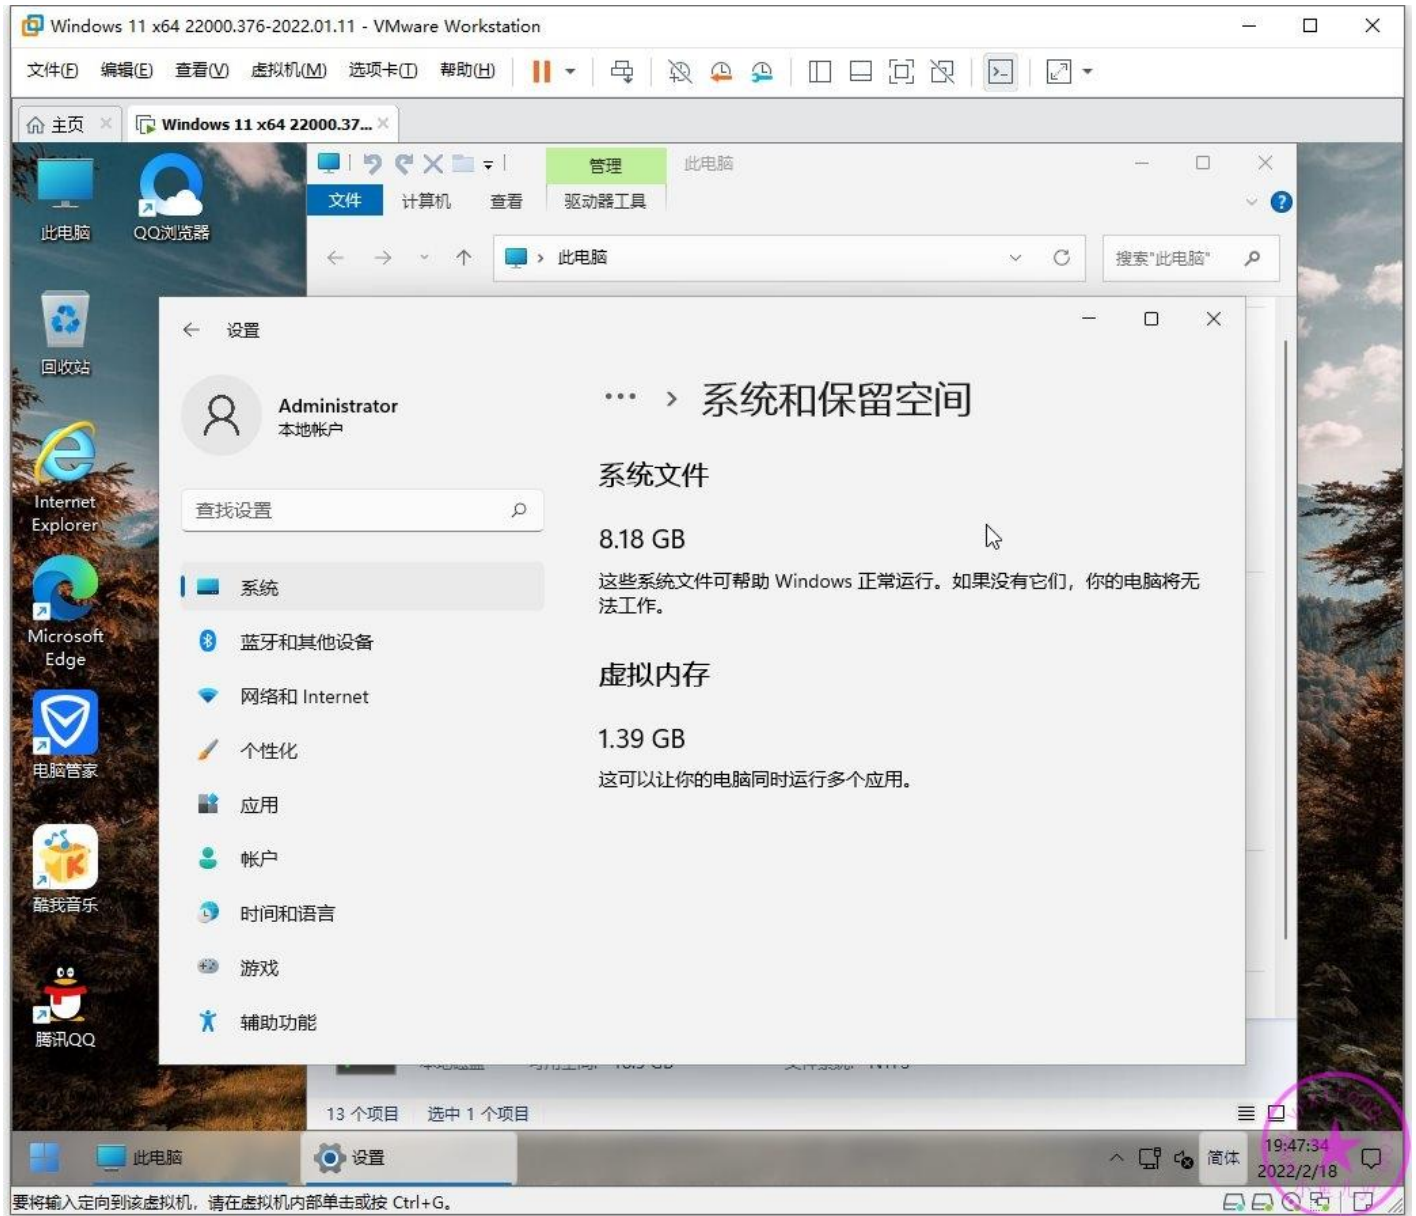 Windows 11 x64 22000.376-2022.01.11 - VMware Workstation
文件(F) 编辑(E) 查看(V) 虚拟机(M) 选项卡(T) 帮助(H)
主页 Windows 11 x64 22000.37...
管理 此电脑
文件 计算机 查看 驱动器工具
此电脑 搜索"此电脑"
此电脑 QQ浏览器
回收站
Internet
Explorer
Microsoft
Edge
电脑管家
酷我音乐
腾讯QQ
设置
Administrator
本地帐户
查找设置
系统
蓝牙和其他设备
网络和 Internet
个性化
应用
帐户
时间和语言
游戏
辅助功能
系统和保留空间
系统文件
8.18 GB
这些系统文件可帮助 Windows 正常运行。如果没有它们，你的电脑将无
法工作。
虚拟内存
1.39 GB
这可以让你的电脑同时运行多个应用。
13 个项目 选中 1 个项目
此电脑 设置 简体 19:47:34
2022/2/18
要将输入定向到该虚拟机，请在虚拟机内部单击或按 Ctrl+G。